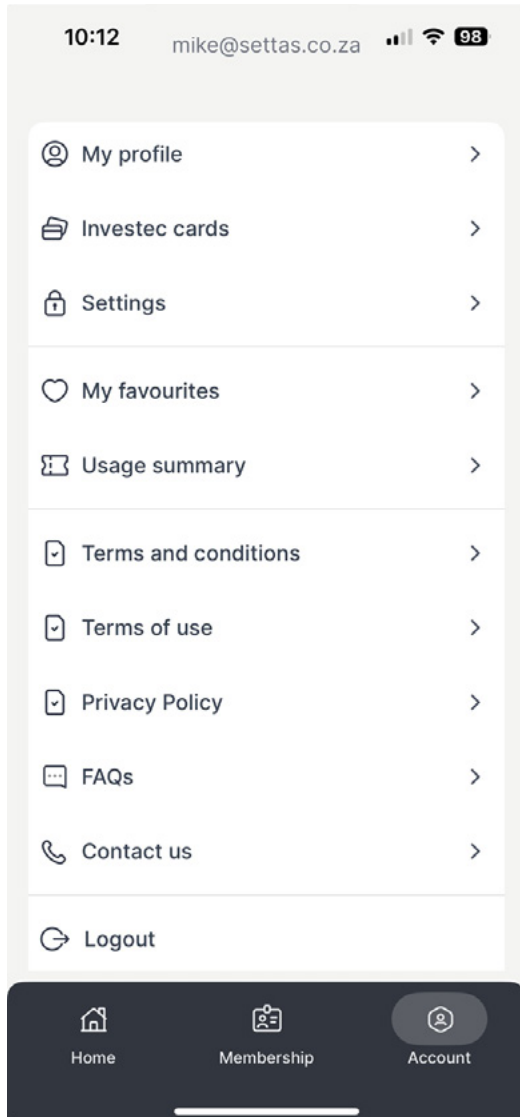 10:12 mike@settas.co.za 98
My profile
Investec cards
Settings
My favourites
Usage summary
Terms and conditions
Terms of use
Privacy Policy
FAQs
Contact us
Logout
Home Membership Account